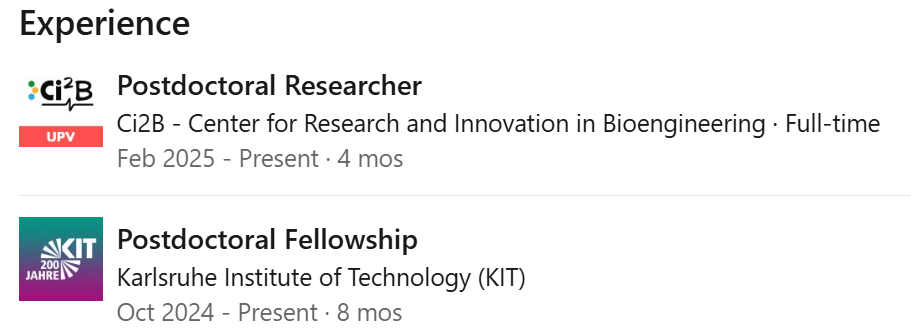 Experience
Ci²B
UPV
Postdoctoral Researcher
Ci2B - Center for Research and Innovation in Bioengineering · Full-time
Feb 2025 - Present · 4 mos
KIT
200
JAHRE
Postdoctoral Fellowship
Karlsruhe Institute of Technology (KIT)
Oct 2024 - Present · 8 mos